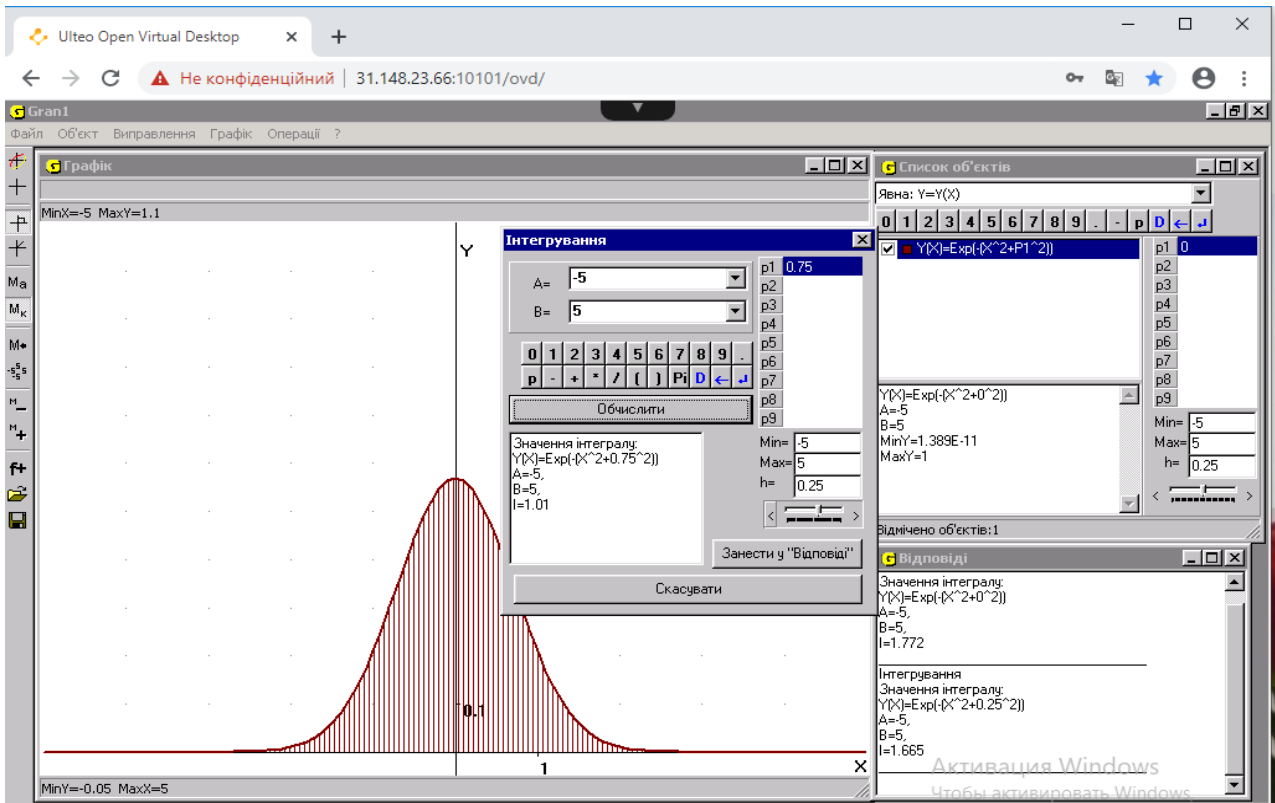 Ulteo Open Virtual Desktop
Не конфіденційний | 31.148.23.66:10101/ovd/
Gran1
Файл Об'єкт Виправлення Графік Операції ?
Графік
MinX=-5 MaxY=1.1
Y
0.1
1
X
MinY=-0.05 MaxX=5
Інтегрування
A= -5
B= 5
0 1 2 3 4 5 6 7 8 9 .
p - + * / ( ) Pi D ← ↲
Обчислити
Значення інтегралу:
Y(X)=Exp(-(X^2+0.75^2))
A=-5,
B=5,
I=1.01
p1 0.75
p2
p3
p4
p5
p6
p7
p8
p9
Min= -5
Max= 5
h= 0.25
Занести у "Відповіді"
Скасувати
Список об'єктів
Явна: Y=Y(X)
0 1 2 3 4 5 6 7 8 9 . - p D ← ↲
Y(X)=Exp(-(X^2+P1^2))
p1 0
p2
p3
p4
p5
p6
p7
p8
p9
Y(X)=Exp(-(X^2+0^2))
A=-5
B=5
MinY=1.389E-11
MaxY=1
Min= -5
Max= 5
h= 0.25
Відмічено об'єктів:1
Відповіді
Значення інтегралу:
Y(X)=Exp(-(X^2+0^2))
A=-5,
B=5,
I=1.772
Інтегрування
Значення інтегралу:
Y(X)=Exp(-(X^2+0.25^2))
A=-5,
B=5,
I=1.665
Активация Windows
Чтобы активировать Windows,
Ma
Mк
M
-5 5 5 -5
M
M
f+